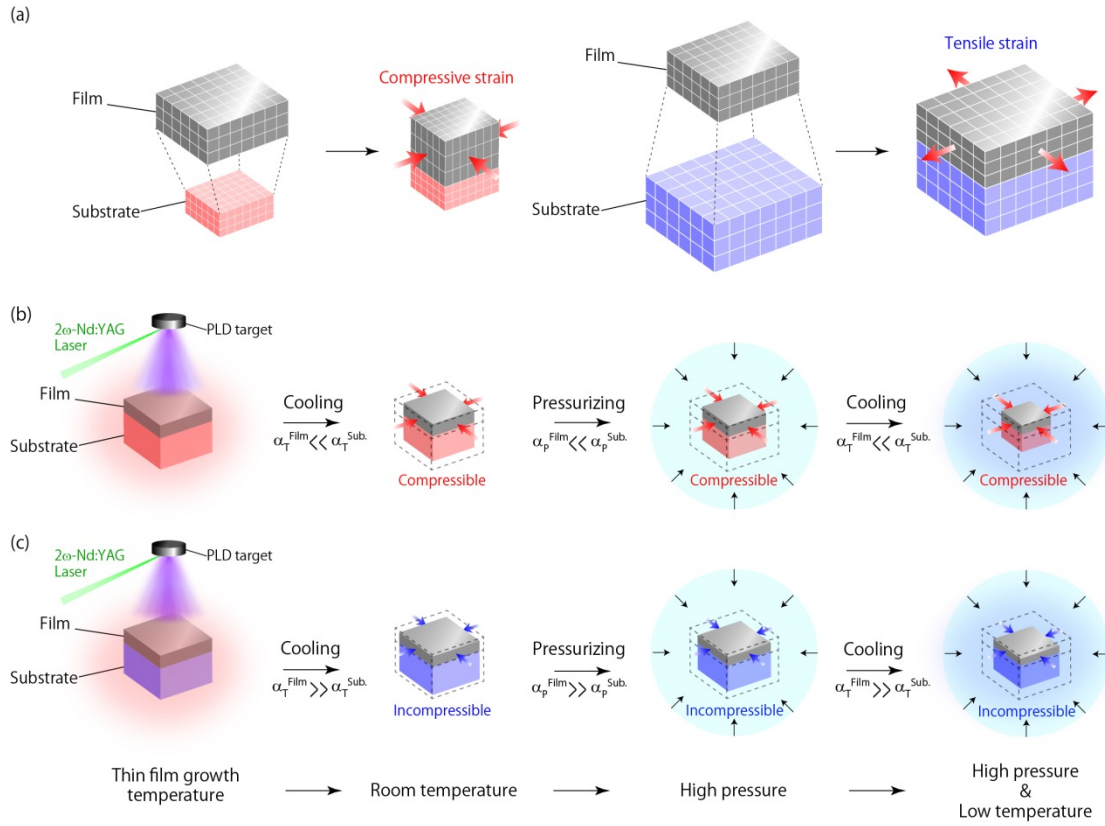 (a)
Film
Substrate
Compressive strain
Film
Substrate
Tensile strain
(b)
2ω-Nd:YAG
Laser
PLD target
Film
Substrate
Cooling
α_T^Film << α_T^Sub.
Compressible
Pressurizing
α_P^Film << α_P^Sub.
Compressible
Cooling
α_T^Film << α_T^Sub.
Compressible
(c)
2ω-Nd:YAG
Laser
PLD target
Film
Substrate
Cooling
α_T^Film >> α_T^Sub.
Incompressible
Pressurizing
α_P^Film >> α_P^Sub.
Incompressible
Cooling
α_T^Film >> α_T^Sub.
Incompressible
Thin film growth
temperature
Room temperature
High pressure
High pressure
&
Low temperature